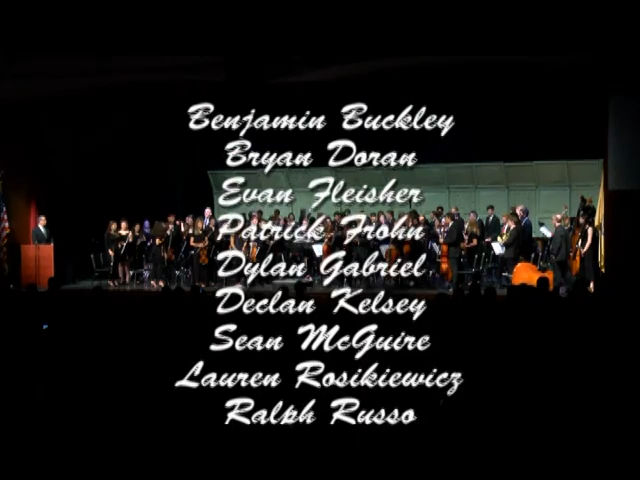 Benjamin Buckley
Bryan Doran
Evan Fleisher
Patrick Frohn
Dylan Gabriel
Declan Kelsey
Sean McGuire
Lauren Rosikiewicz
Ralph Russo